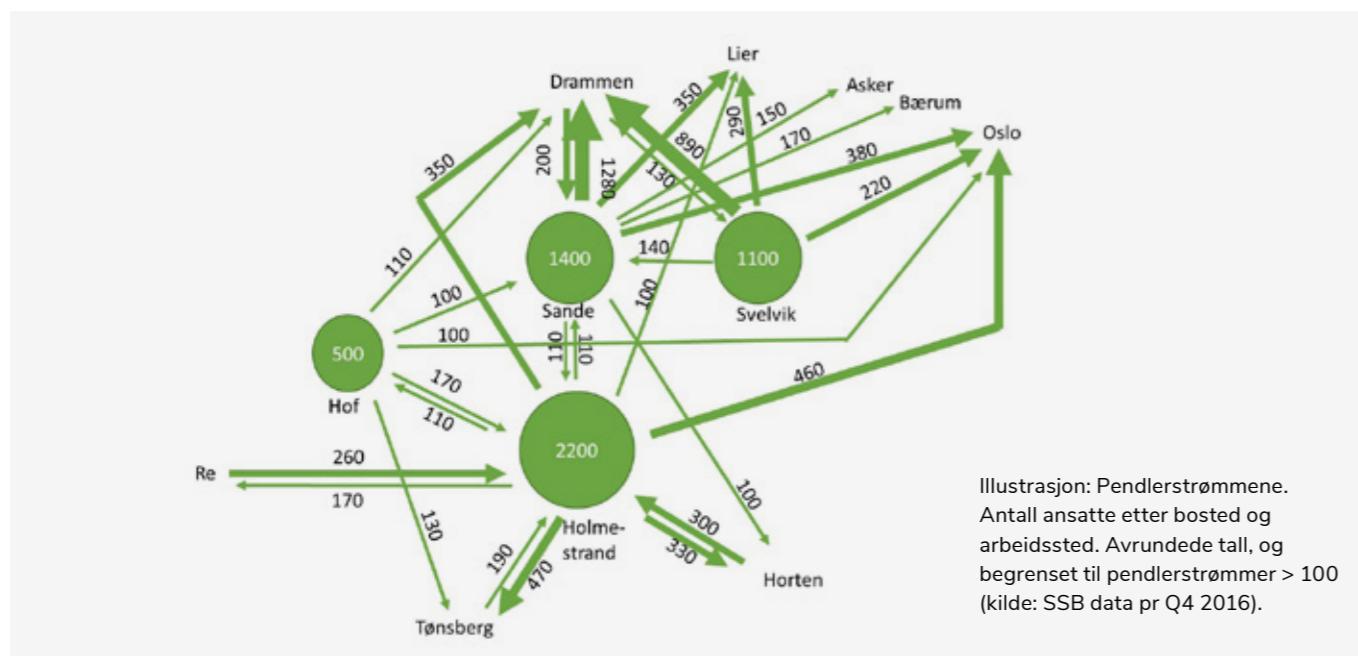 Lier
Drammen
Asker
Bærum
Oslo
350
290
150
170
380
220
890
130
200
1280
350
110
1400
Sande
140
1100
Svelvik
100
100
100
110
110
500
Hof
170
110
460
2200
Holme-
strand
Re
260
170
130
190
470
Tønsberg
300
330
100
Horten
Illustrasjon: Pendlerstrømmene.
Antall ansatte etter bosted og
arbeidssted. Avrundede tall, og
begrenset til pendlerstrømmer > 100
(kilde: SSB data pr Q4 2016).